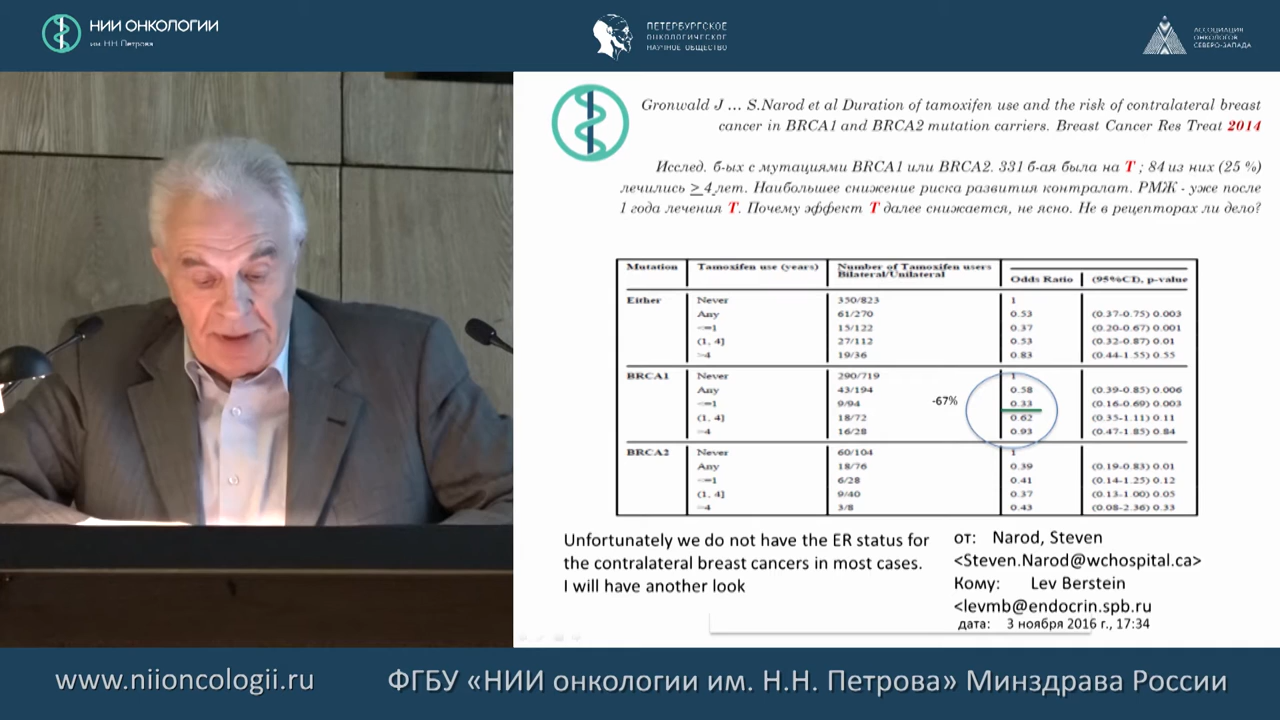 НИИ ОНКОЛОГИИ
им. Н.Н. Петрова
ПЕТЕРБУРГСКОЕ
ОНКОЛОГИЧЕСКОЕ
НАУЧНОЕ ОБЩЕСТВО
АССОЦИАЦИЯ
ОНКОЛОГОВ
СЕВЕРО-ЗАПАДА
Gronwald J ... S.Narod et al Duration of tamoxifen use and the risk of contralateral breast
cancer in BRCA1 and BRCA2 mutation carriers. Breast Cancer Res Treat 2014
Исслед. б-ых с мутациями BRCA1 или BRCA2. 331 б-ая была на Т ; 84 из них (25 %)
лечились ≥ 4 лет. Наибольшее снижение риска развития контралат. РМЖ - уже после
1 года лечения Т. Почему эффект Т далее снижается, не ясно. Не в рецепторах ли дело?
Mutation Tamoxifen use (years) Number of Tamoxifen users
Bilateral/Unilateral Odds Ratio (95%CI), p-value
Either Never 350/823 1
Any 61/270 0.53 (0.37-0.75) 0.003
<=1 15/122 0.37 (0.20-0.67) 0.001
(1, 4] 27/112 0.53 (0.32-0.87) 0.01
>4 19/36 0.83 (0.44-1.55) 0.55
BRCA1 Never 290/719 1
Any 43/194 0.58 (0.39-0.85) 0.006
<=1 9/94 -67% 0.33 (0.16-0.69) 0.003
(1, 4] 18/72 0.62 (0.35-1.11) 0.11
>4 16/28 0.93 (0.47-1.85) 0.84
BRCA2 Never 60/104 1
Any 18/76 0.39 (0.19-0.83) 0.01
<=1 6/28 0.41 (0.14-1.25) 0.12
(1, 4] 9/40 0.37 (0.13-1.00) 0.05
>4 3/8 0.43 (0.08-2.36) 0.33
Unfortunately we do not have the ER status for
the contralateral breast cancers in most cases.
I will have another look
от: Narod, Steven
<Steven.Narod@wchospital.ca>
Кому: Lev Berstein
<levmb@endocrin.spb.ru
дата: 3 ноября 2016 г., 17:34
www.niioncologii.ru
ФГБУ «НИИ онкологии им. Н.Н. Петрова» Минздрава России